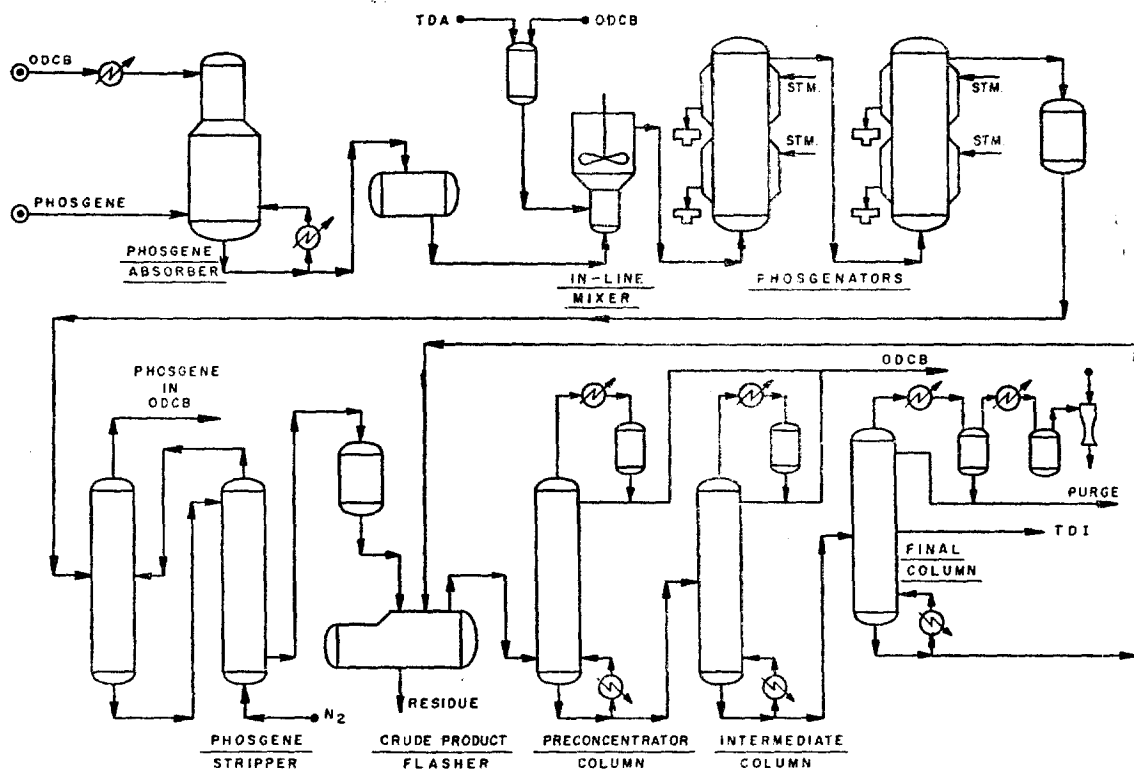 TDA
ODCB
ODCB
PHOSGENE
PHOSGENE
ABSORBER
IN-LINE
MIXER
STM.
STM.
PHOSGENATORS
STM.
STM.
PHOSGENE
IN
ODCB
ODCB
PURGE
TDI
FINAL
COLUMN
RESIDUE
N2
PHOSGENE
STRIPPER
CRUDE PRODUCT
FLASHER
PRECONCENTRATOR
COLUMN
INTERMEDIATE
COLUMN